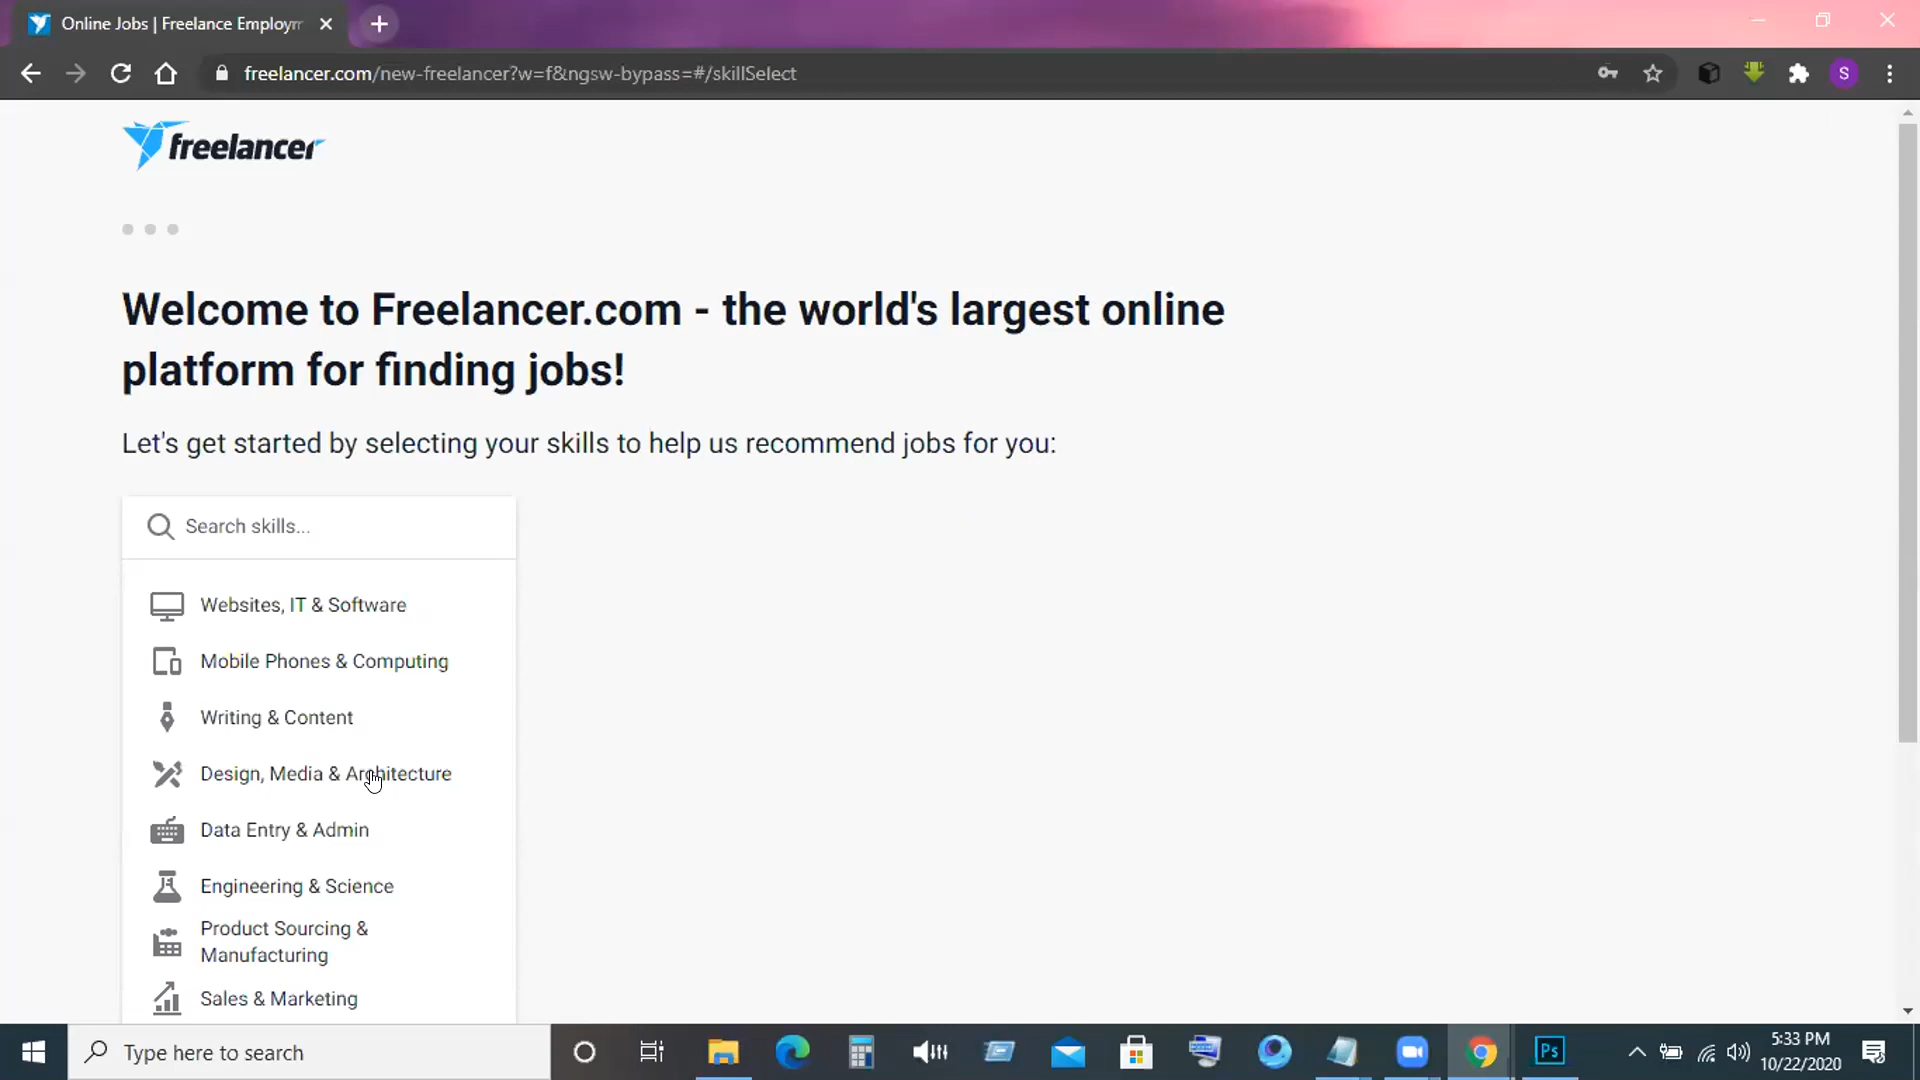 Online Jobs | Freelance Employm
freelancer.com/new-freelancer?w=f&ngsw-bypass=#/skillSelect
S
freelancer
Welcome to Freelancer.com - the world's largest online
platform for finding jobs!
Let's get started by selecting your skills to help us recommend jobs for you:
Search skills...
Websites, IT & Software
Mobile Phones & Computing
Writing & Content
Design, Media & Architecture
Data Entry & Admin
Engineering & Science
Product Sourcing &
Manufacturing
Sales & Marketing
Type here to search
Ps
5:33 PM
10/22/2020